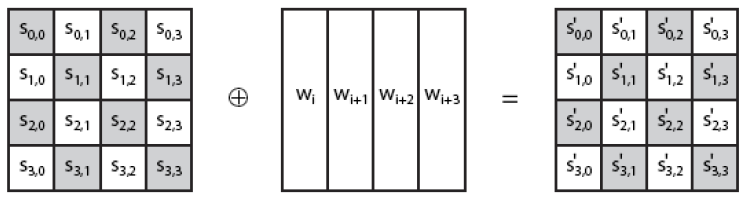 s0,0 s0,1 s0,2 s0,3 s'0,0 s'0,1 s'0,2 s'0,3
s1,0 s1,1 s1,2 s1,3 ⊕ wi wi+1 wi+2 wi+3 = s'1,0 s'1,1 s'1,2 s'1,3
s2,0 s2,1 s2,2 s2,3 s'2,0 s'2,1 s'2,2 s'2,3
s3,0 s3,1 s3,2 s3,3 s'3,0 s'3,1 s'3,2 s'3,3